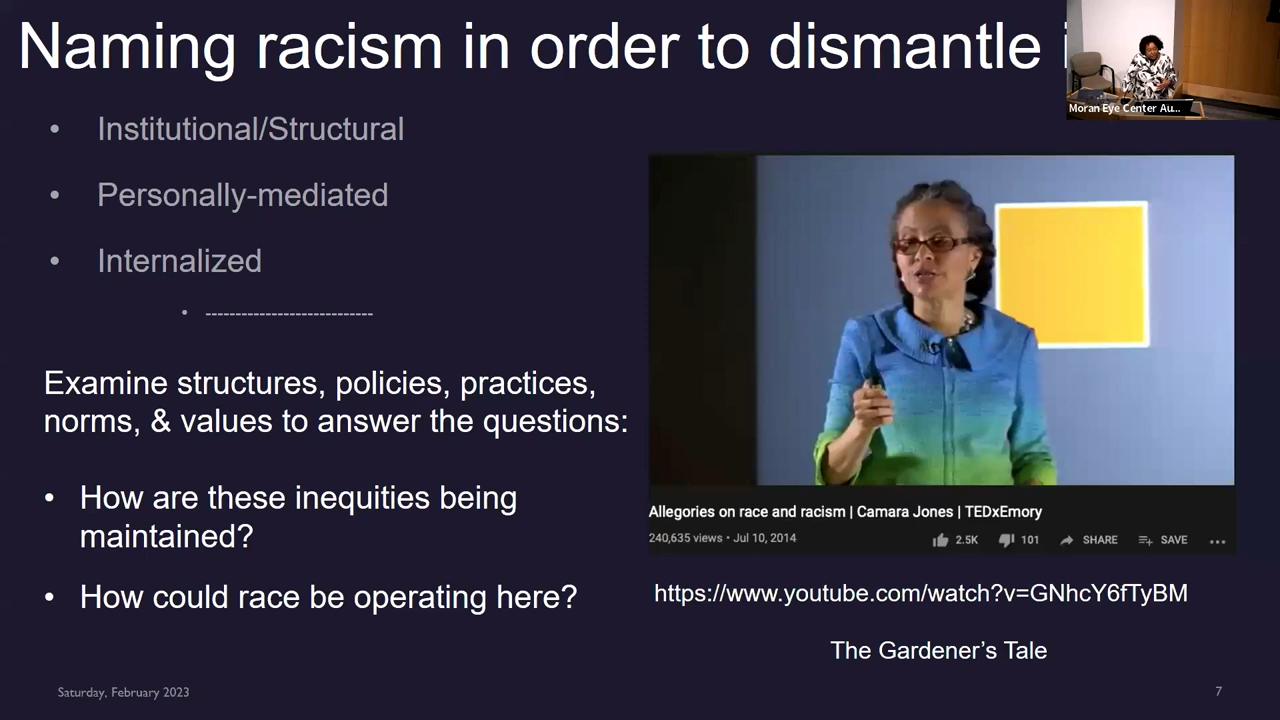 Naming racism in order to dismantle
Moran Eye Center Au...
• Institutional/Structural
• Personally-mediated
• Internalized
• ----------------------------
Examine structures, policies, practices,
norms, & values to answer the questions:
• How are these inequities being
maintained?
• How could race be operating here?
Allegories on race and racism | Camara Jones | TEDxEmory
240,635 views • Jul 10, 2014
2.5K
101
SHARE
SAVE
https://www.youtube.com/watch?v=GNhcY6fTyBM
The Gardener’s Tale
Saturday, February 2023
7